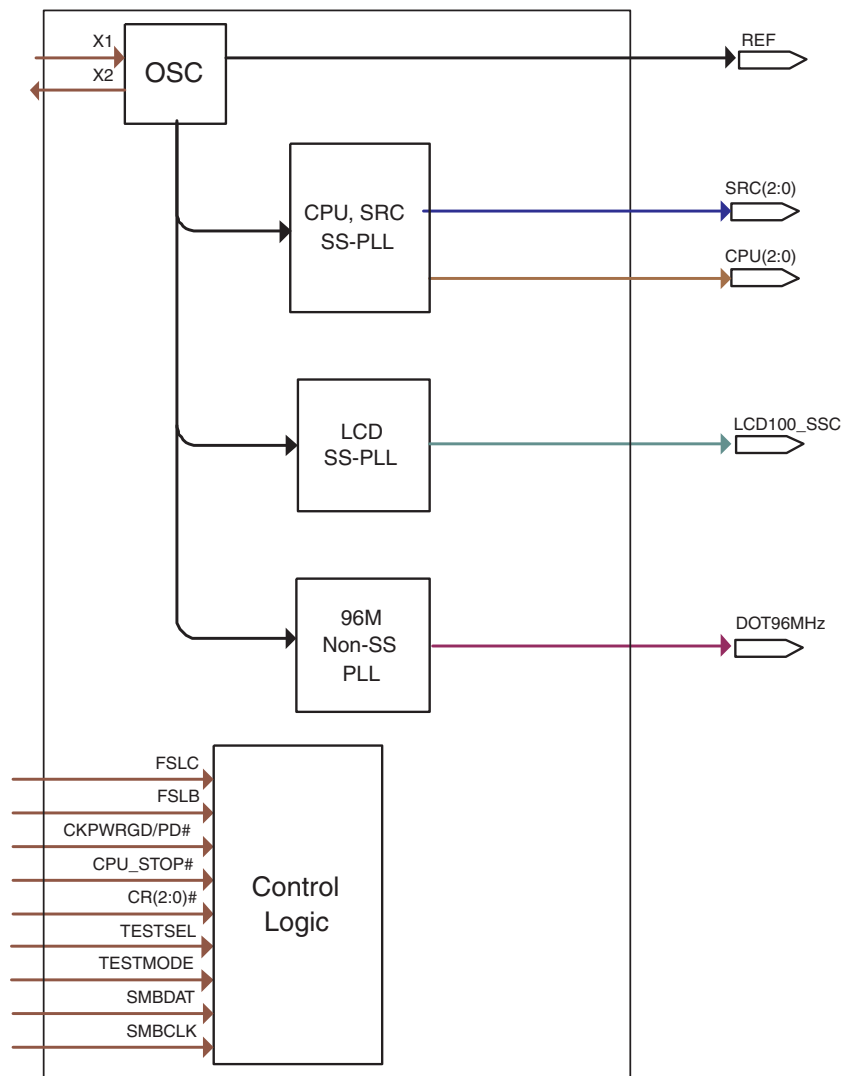 X1
X2
OSC
REF
CPU, SRC
SS-PLL
SRC(2:0)
CPU(2:0)
LCD
SS-PLL
LCD100_SSC
96M
Non-SS
PLL
DOT96MHz
FSLC
FSLB
CKPWRGD/PD#
CPU_STOP#
CR(2:0)#
TESTSEL
TESTMODE
SMBDAT
SMBCLK
Control
Logic